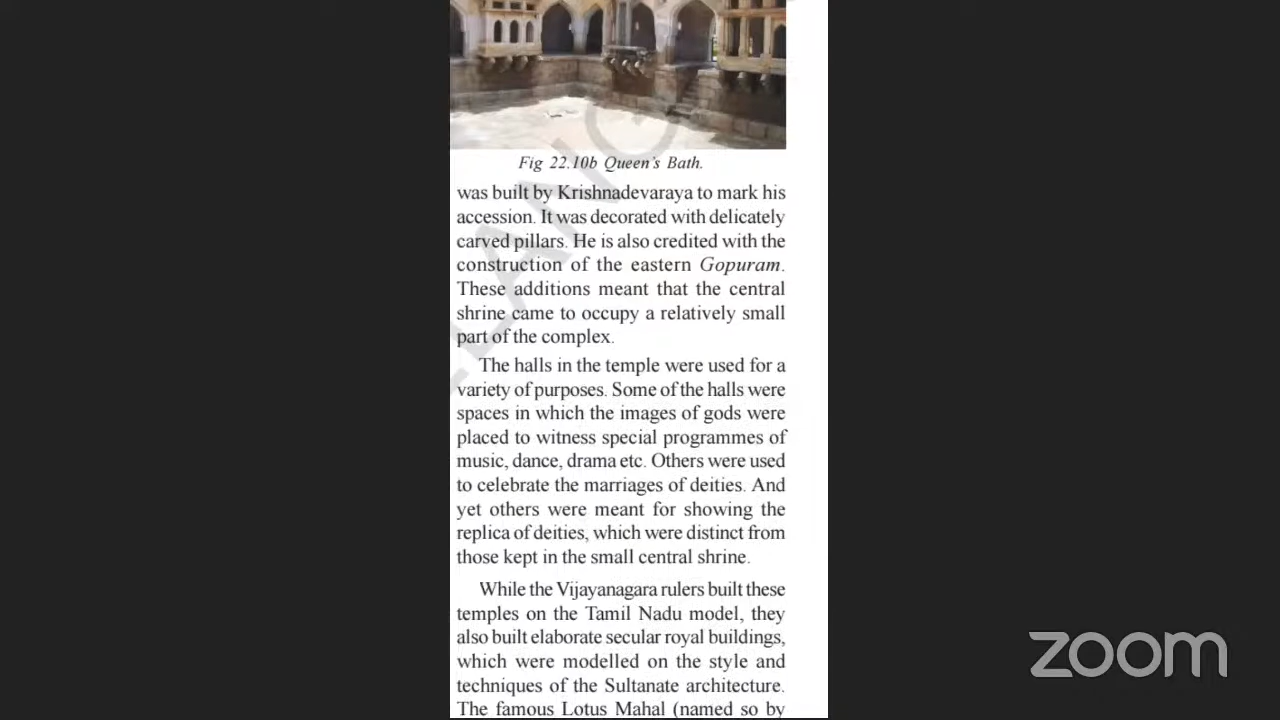 Fig 22.10b Queen's Bath.
was built by Krishnadevaraya to mark his
accession. It was decorated with delicately
carved pillars. He is also credited with the
construction of the eastern Gopuram.
These additions meant that the central
shrine came to occupy a relatively small
part of the complex.
The halls in the temple were used for a
variety of purposes. Some of the halls were
spaces in which the images of gods were
placed to witness special programmes of
music, dance, drama etc. Others were used
to celebrate the marriages of deities. And
yet others were meant for showing the
replica of deities, which were distinct from
those kept in the small central shrine.
While the Vijayanagara rulers built these
temples on the Tamil Nadu model, they
also built elaborate secular royal buildings,
which were modelled on the style and
techniques of the Sultanate architecture.
The famous Lotus Mahal (named so by
zoom